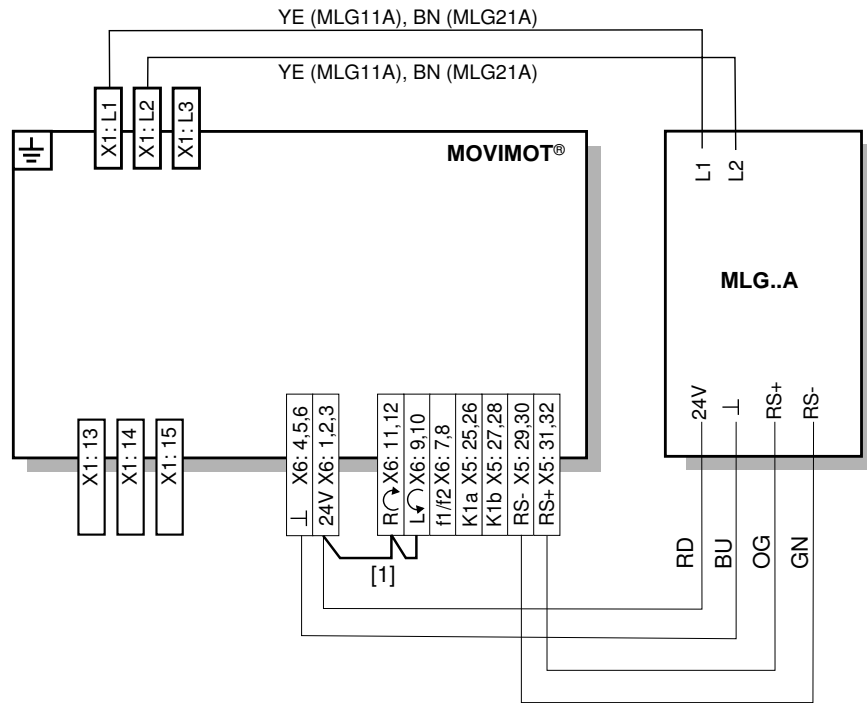 YE (MLG11A), BN (MLG21A)
YE (MLG11A), BN (MLG21A)
X1: L1
X1: L2
X1: L3
MOVIMOT®
L1
L2
MLG..A
24V
⊥
RS+
RS-
X1: 13
X1: 14
X1: 15
⊥ X6: 4,5,6
24V X6: 1,2,3
R X6: 11,12
L X6: 9,10
f1/f2 X6: 7,8
K1a X5: 25,26
K1b X5: 27,28
RS- X5: 29,30
RS+ X5: 31,32
[1]
RD
BU
OG
GN